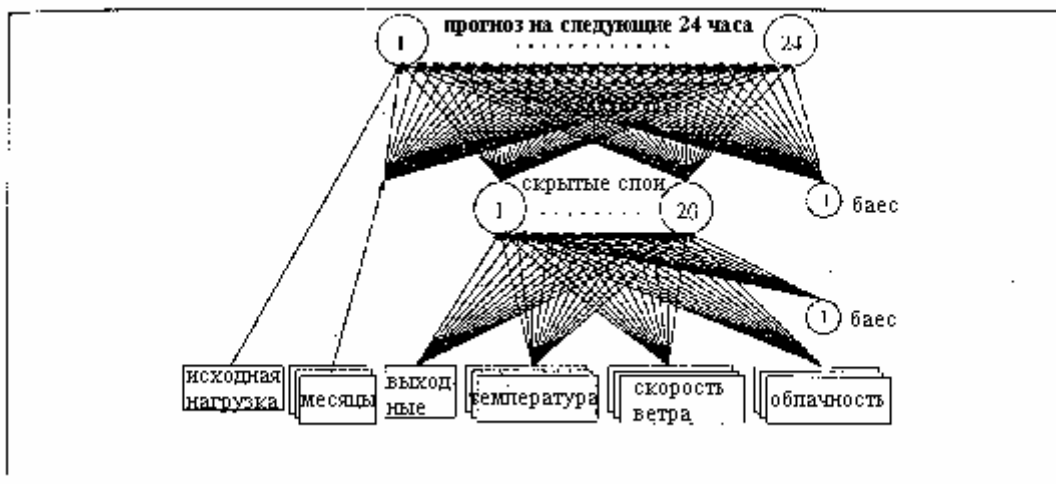 прогноз на следующие 24 часа
1
24
скрытые слои
1
20
1 баес
1 баес
исходная
нагрузка
месяцы
выход-
ные
температура
скорость
ветра
облачность